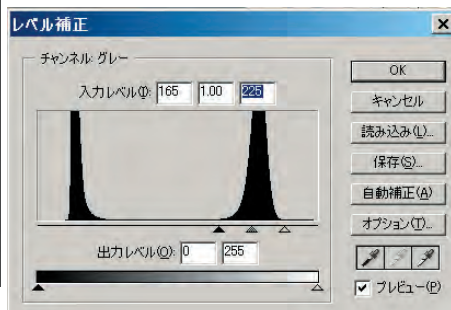 レベル補正
チャンネル: グレー
入力レベル(I): 165 1.00 225
出力レベル(O): 0 255
OK
キャンセル
読み込み(L)...
保存(S)...
自動補正(A)
オプション(T)...
プレビュー(P)